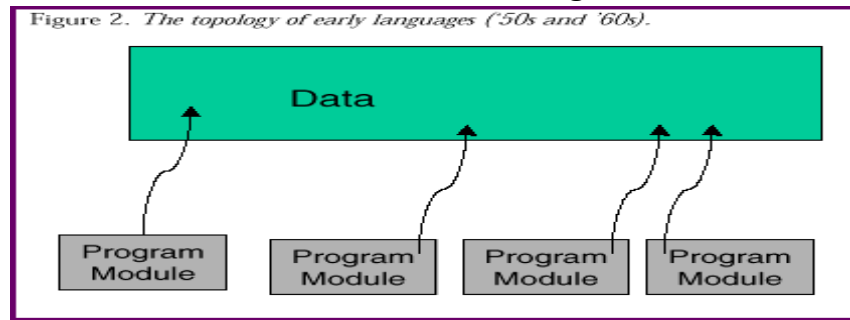 Figure 2. The topology of early languages ('50s and '60s).
Data
Program
Module
Program
Module
Program
Module
Program
Module